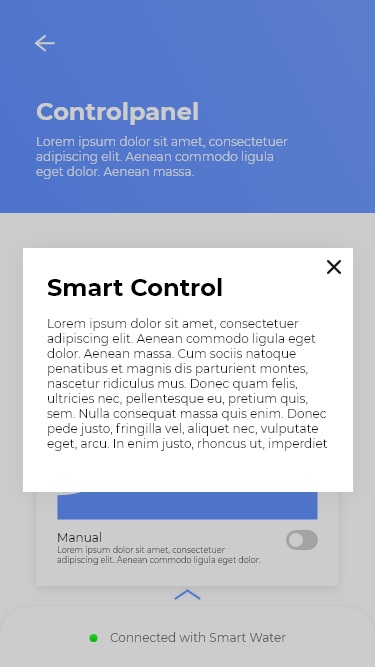 Controlpanel
Lorem ipsum dolor sit amet, consectetuer
adipiscing elit. Aenean commodo ligula
eget dolor. Aenean massa.
Smart Control
Lorem ipsum dolor sit amet, consectetuer
adipiscing elit. Aenean commodo ligula eget
dolor. Aenean massa. Cum sociis natoque
penatibus et magnis dis parturient montes,
nascetur ridiculus mus. Donec quam felis,
ultricies nec, pellentesque eu, pretium quis,
sem. Nulla consequat massa quis enim. Donec
pede justo, fringilla vel, aliquet nec, vulputate
eget, arcu. In enim justo, rhoncus ut, imperdiet
Manual
Lorem ipsum dolor sit amet, consectetuer
adipiscing elit. Aenean commodo ligula eget dolor.
Connected with Smart Water